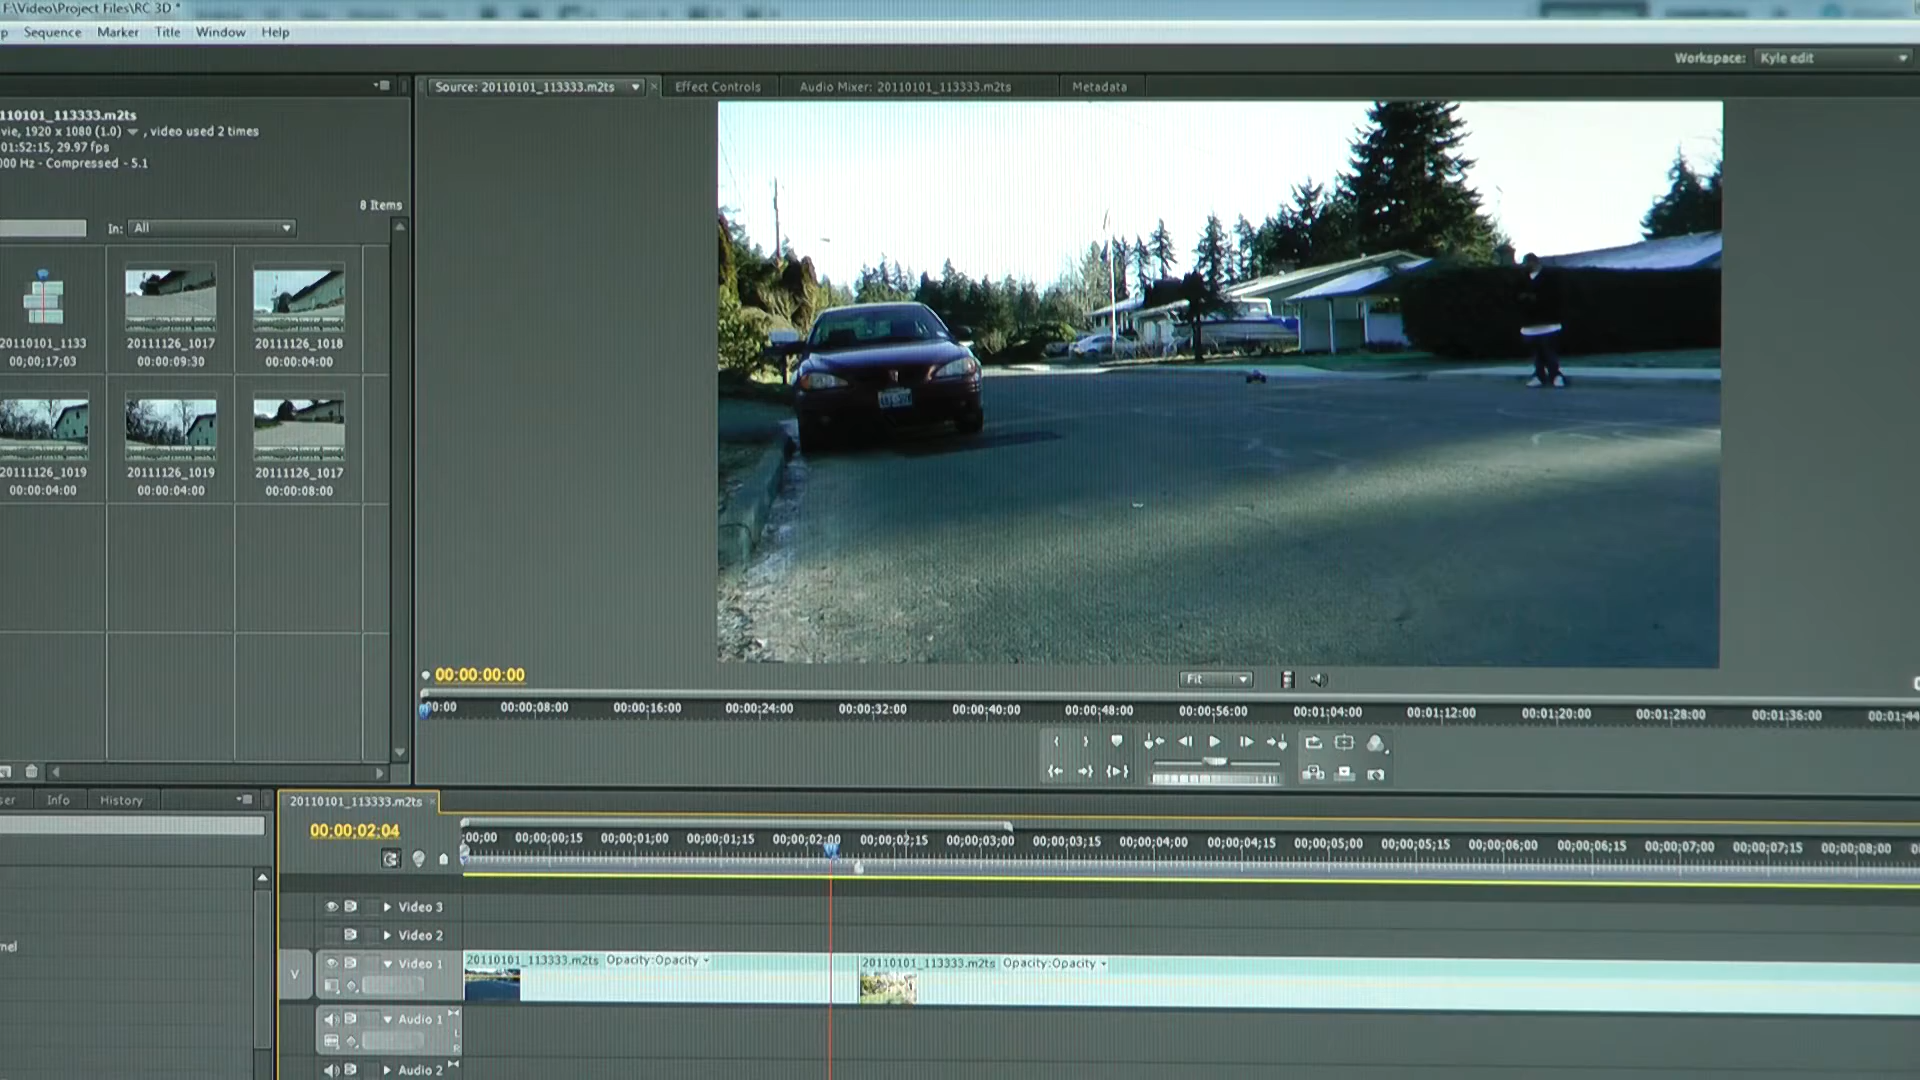 F:\Video\Project Files\RC 3D *
p Sequence Marker Title Window Help
Workspace: Kyle edit
Source: 20110101_113333.m2ts Effect Controls Audio Mixer: 20110101_113333.m2ts Metadata
110101_113333.m2ts
vie, 1920 x 1080 (1.0) , video used 2 times
01:52:15, 29.97 fps
000 Hz - Compressed - 5.1
8 Items
In: All
20110101_1133 20111126_1017 20111126_1018
00;00;17;03 00:00:09:30 00:00:04:00
20111126_1019 20111126_1019 20111126_1017
00:00:04:00 00:00:04:00 00:00:08:00
00:00:00:00 Fit
00:00 00:00;08:00 00:00;16:00 00:00;24:00 00:00;32:00 00:00;40:00 00:00;48:00 00:00;56:00 00:01;04:00 00:01;12:00 00:01;20:00 00:01;28:00 00:01;36:00 00:01;44
ser Info History
20110101_113333.m2ts
00;00;02;04
;00;00 00;00;00;15 00;00;01;00 00;00;01;15 00;00;02;00 00;00;02;15 00;00;03;00 00;00;03;15 00;00;04;00 00;00;04;15 00;00;05;00 00;00;05;15 00;00;06;00 00;00;06;15 00;00;07;00 00;00;07;15 00;00;08;00
Video 3
Video 2
nel
V Video 1
20110101_113333.m2ts Opacity:Opacity 20110101_113333.m2ts Opacity:Opacity
Audio 1
L
R
Audio 2